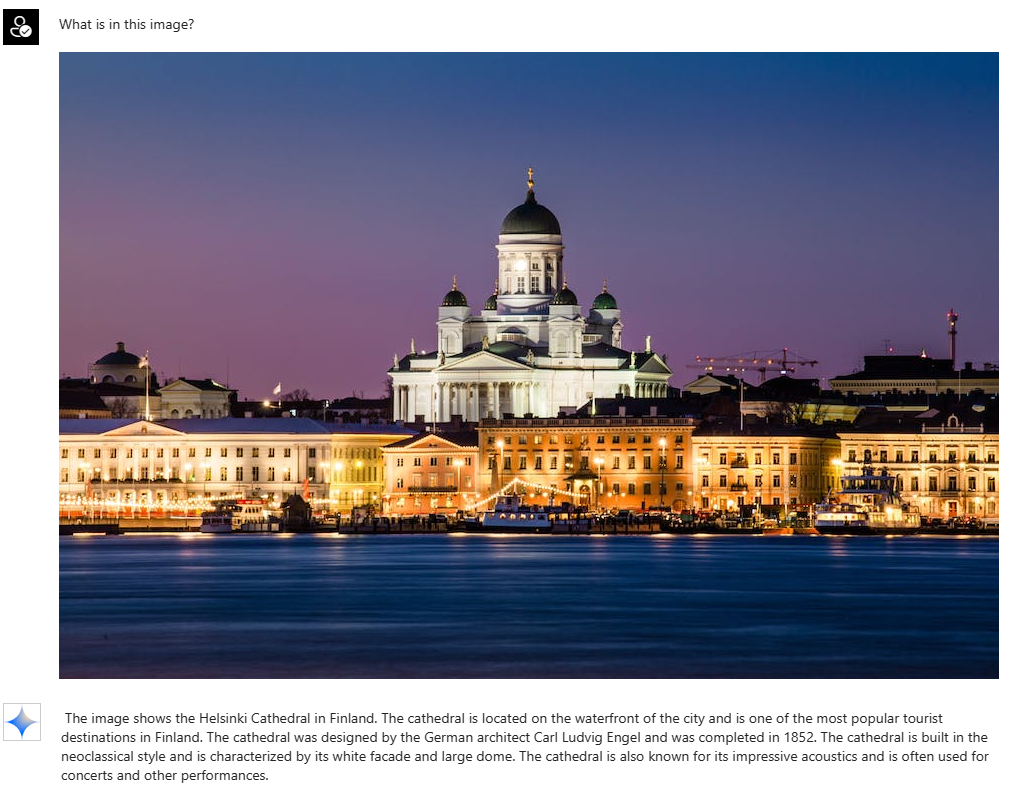 What is in this image?
The image shows the Helsinki Cathedral in Finland. The cathedral is located on the waterfront of the city and is one of the most popular tourist
destinations in Finland. The cathedral was designed by the German architect Carl Ludvig Engel and was completed in 1852. The cathedral is built in the
neoclassical style and is characterized by its white facade and large dome. The cathedral is also known for its impressive acoustics and is often used for
concerts and other performances.